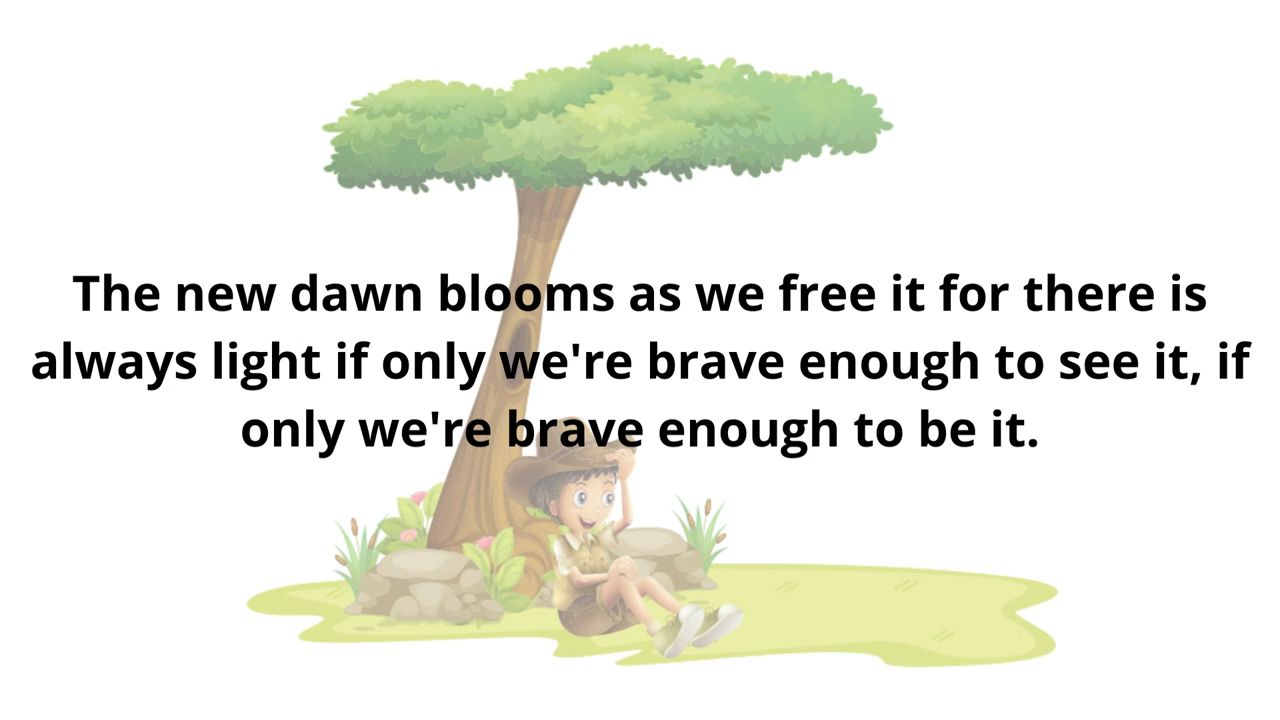 The new dawn blooms as we free it for there is
always light if only we're brave enough to see it, if
only we're brave enough to be it.